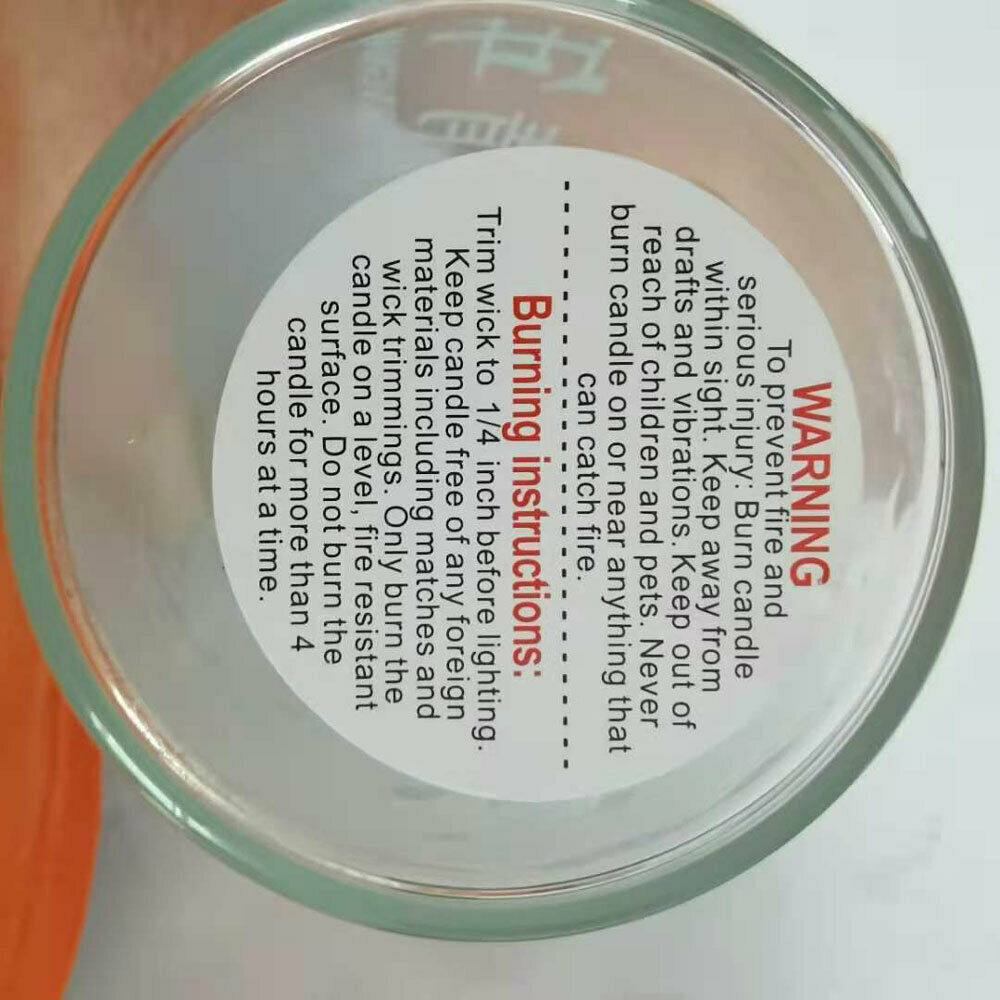 WARNING
To prevent fire and
serious injury: Burn candle
within sight. Keep away from
drafts and vibrations. Keep out of
reach of children and pets. Never
burn candle on or near anything that
can catch fire.
Burning instructions:
Trim wick to 1/4 inch before lighting.
Keep candle free of any foreign
materials including matches and
wick trimmings. Only burn the
candle on a level, fire resistant
surface. Do not burn the
candle for more than 4
hours at a time.